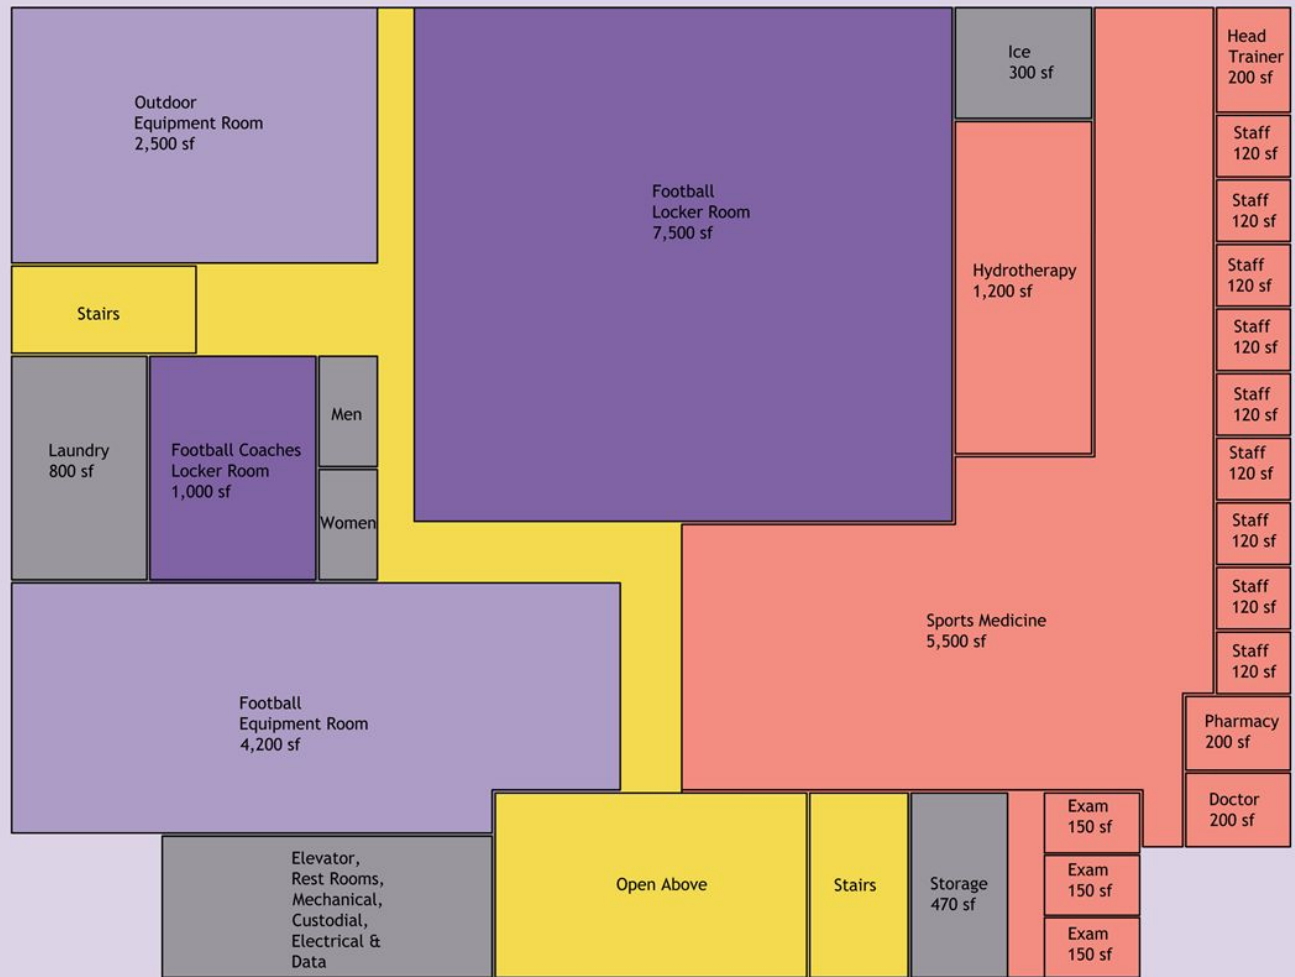 Outdoor
Equipment Room
2,500 sf
Football
Locker Room
7,500 sf
Ice
300 sf
Head
Trainer
200 sf
Staff
120 sf
Staff
120 sf
Staff
120 sf
Staff
120 sf
Staff
120 sf
Staff
120 sf
Staff
120 sf
Staff
120 sf
Staff
120 sf
Hydrotherapy
1,200 sf
Stairs
Laundry
800 sf
Football Coaches
Locker Room
1,000 sf
Men
Women
Sports Medicine
5,500 sf
Football
Equipment Room
4,200 sf
Pharmacy
200 sf
Doctor
200 sf
Elevator,
Rest Rooms,
Mechanical,
Custodial,
Electrical &
Data
Open Above
Stairs
Storage
470 sf
Exam
150 sf
Exam
150 sf
Exam
150 sf